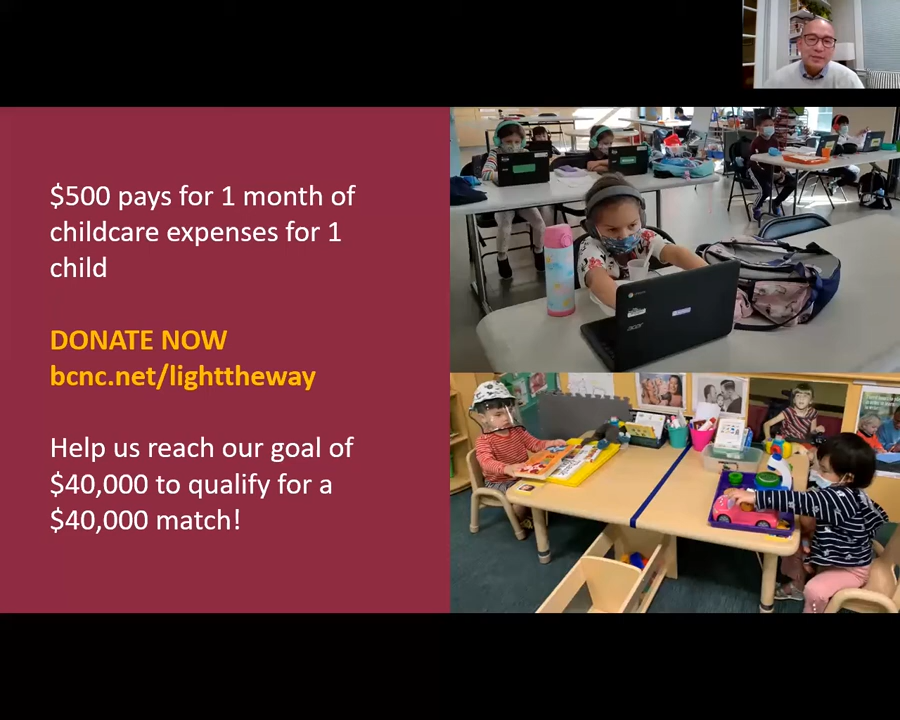 $500 pays for 1 month of
childcare expenses for 1
child
DONATE NOW
bcnc.net/lighttheway
Help us reach our goal of
$40,000 to qualify for a
$40,000 match!
acer